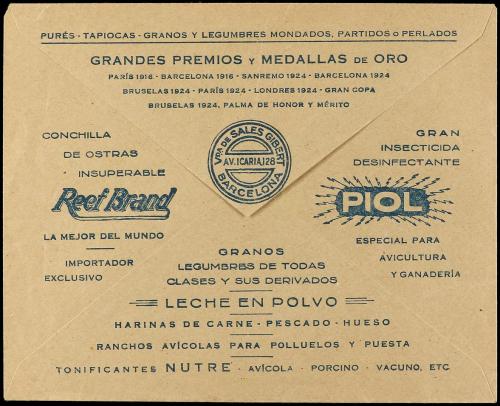 PURÉS - TAPIOCAS - GRANOS Y LEGUMBRES MONDADOS, PARTIDOS o PERLADOS
GRANDES PREMIOS Y MEDALLAS DE ORO
PARÍS 1916 - BARCELONA 1916 - SANREMO 1924 - BARCELONA 1924
BRUSELAS 1924 - PARÍS 1924 - LONDRES 1924 - GRAN COPA
BRUSELAS 1924, PALMA DE HONOR Y MÉRITO
CONCHILLA
DE OSTRAS
INSUPERABLE
Reef Brand
LA MEJOR DEL MUNDO
IMPORTADOR
EXCLUSIVO
VDA DE SALES GIBERT
AV. ICARIA, 128
BARCELONA
GRAN
INSECTICIDA
DESINFECTANTE
PIOL
ESPECIAL PARA
AVICULTURA
Y GANADERÍA
GRANOS
LEGUMBRES DE TODAS
CLASES Y SUS DERIVADOS
LECHE EN POLVO
HARINAS DE CARNE - PESCADO - HUESO
RANCHOS AVÍCOLAS PARA POLLUELOS Y PUESTA
TONIFICANTES NUTRE - AVÍCOLA - PORCINO - VACUNO, ETC